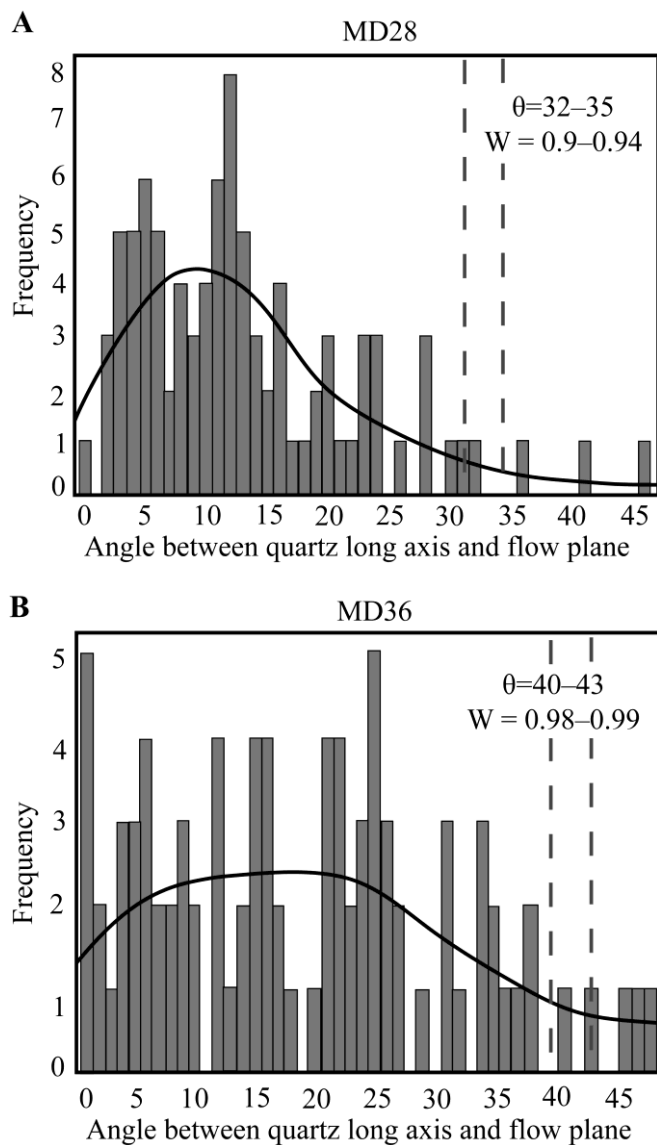 A
MD28
8
7
6
5
4
3
2
1
0
Frequency
θ=32–35
W = 0.9–0.94
0 5 10 15 20 25 30 35 40 45
Angle between quartz long axis and flow plane
B
MD36
5
4
3
2
1
0
Frequency
θ=40–43
W = 0.98–0.99
0 5 10 15 20 25 30 35 40 45
Angle between quartz long axis and flow plane